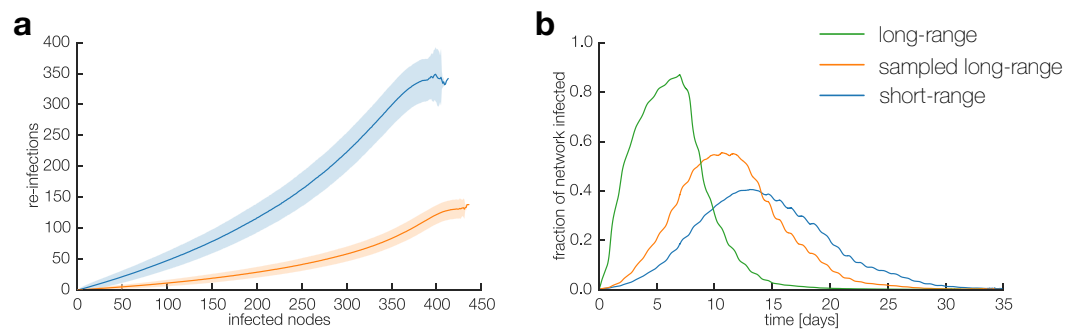 a
400
350
300
250
200
150
100
50
0
re-infections
0 50 100 150 200 250 300 350 400 450
infected nodes
b
1.0
0.8
0.6
0.4
0.2
0.0
fraction of network infected
0 5 10 15 20 25 30 35
time [days]
long-range
sampled long-range
short-range